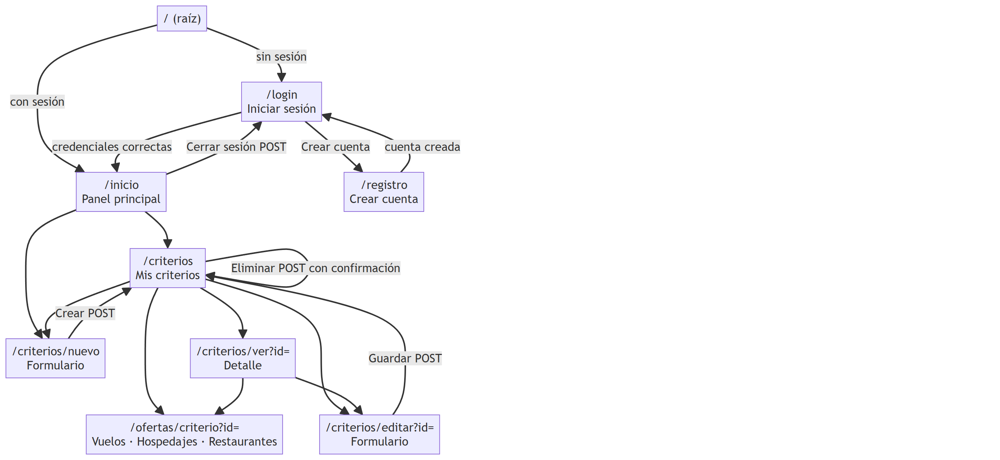 / (raíz)
sin sesión
/login
Iniciar sesión
con sesión
credenciales correctas
Cerrar sesión POST
Crear cuenta
cuenta creada
/inicio
Panel principal
/registro
Crear cuenta
/criterios
Mis criterios
Eliminar POST con confirmación
Crear POST
/criterios/nuevo
Formulario
/criterios/ver?id=
Detalle
Guardar POST
/ofertas/criterio?id=
Vuelos · Hospedajes · Restaurantes
/criterios/editar?id=
Formulario